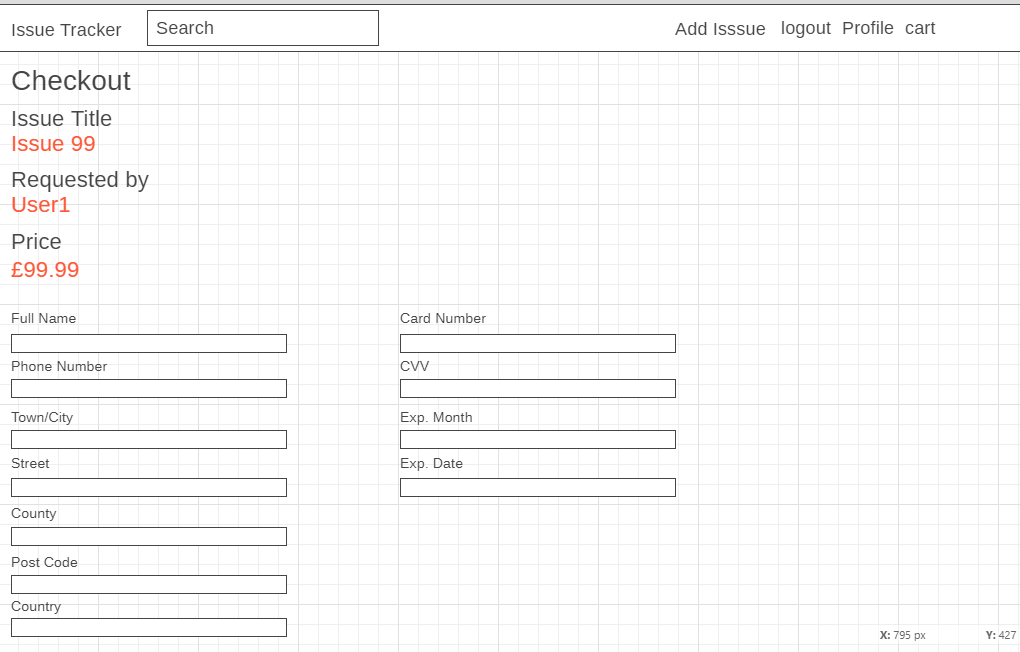 Issue Tracker
Search
Add Isssue
logout
Profile
cart
Checkout
Issue Title
Issue 99
Requested by
User1
Price
£99.99
Full Name
Phone Number
Town/City
Street
County
Post Code
Country
Card Number
CVV
Exp. Month
Exp. Date
X: 795 px
Y: 427